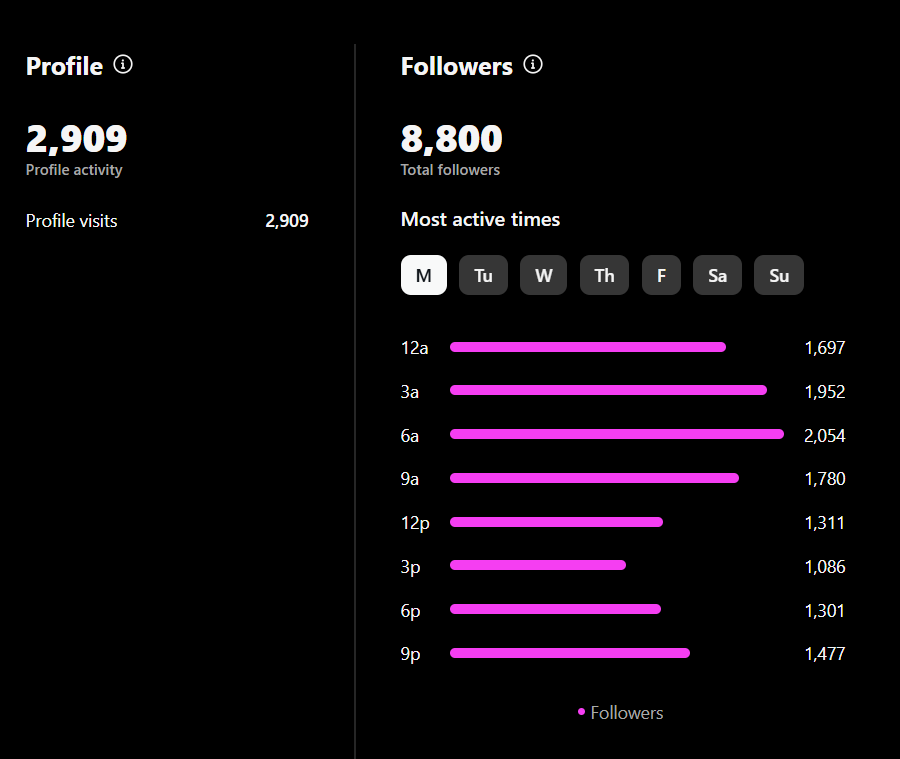 Profile
2,909
Profile activity
Profile visits 2,909
Followers
8,800
Total followers
Most active times
M Tu W Th F Sa Su
12a 1,697
3a 1,952
6a 2,054
9a 1,780
12p 1,311
3p 1,086
6p 1,301
9p 1,477
Followers